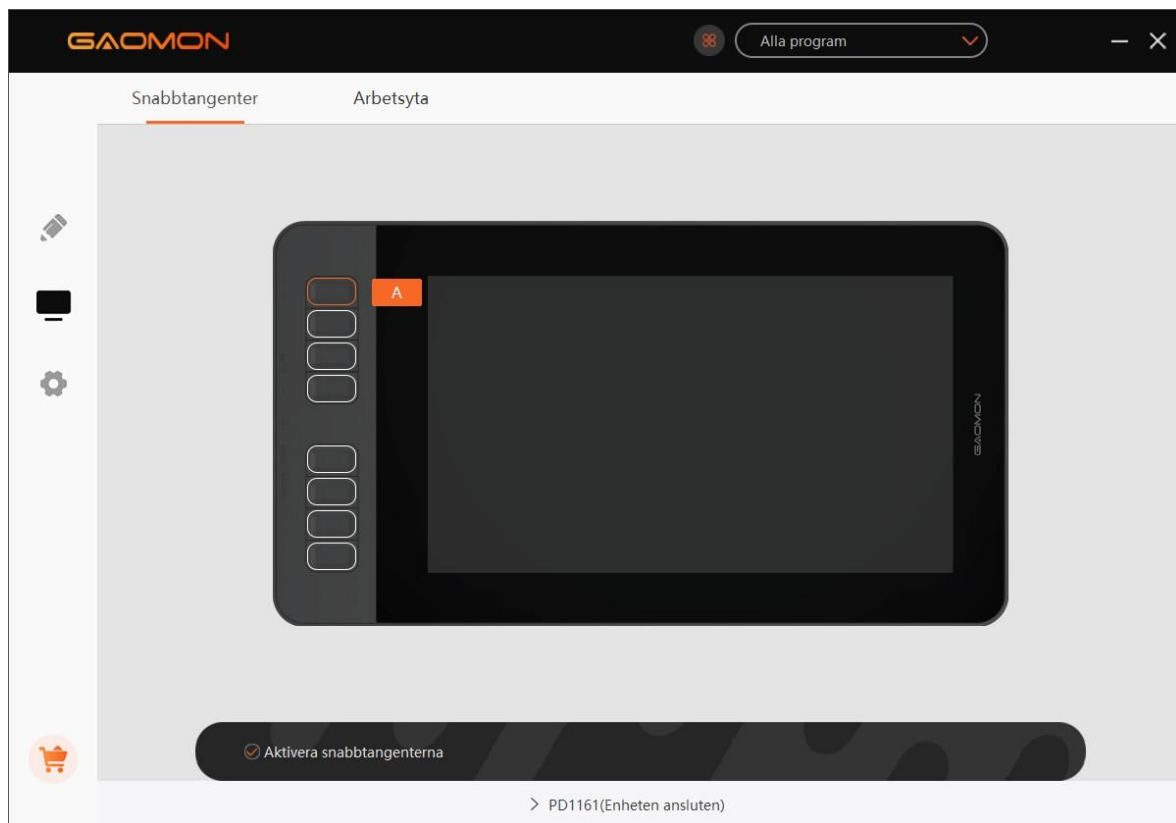 GAOMON
Alla program
Snabbtangenter
Arbetsyta
A
GAOMON
Aktivera snabbtangenterna
PD1161(Enheten ansluten)